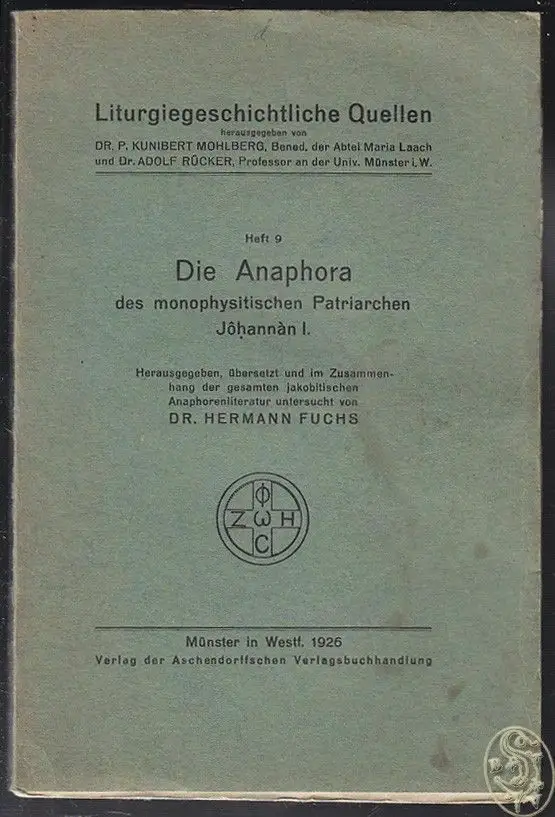 Liturgiegeschichtliche Quellen
herausgegeben von
DR. P. KUNIBERT MOHLBERG, Bened. der Abtei Maria Laach
und Dr. ADOLF RÜCKER, Professor an der Univ. Münster i. W.
Heft 9
Die Anaphora
des monophysitischen Patriarchen
Jôḥannàn I.
Herausgegeben, übersetzt und im Zusammen-
hang der gesamten jakobitischen
Anaphorenliteratur untersucht von
DR. HERMANN FUCHS
Φ
Z ω H
C
Münster in Westf. 1926
Verlag der Aschendorffschen Verlagsbuchhandlung